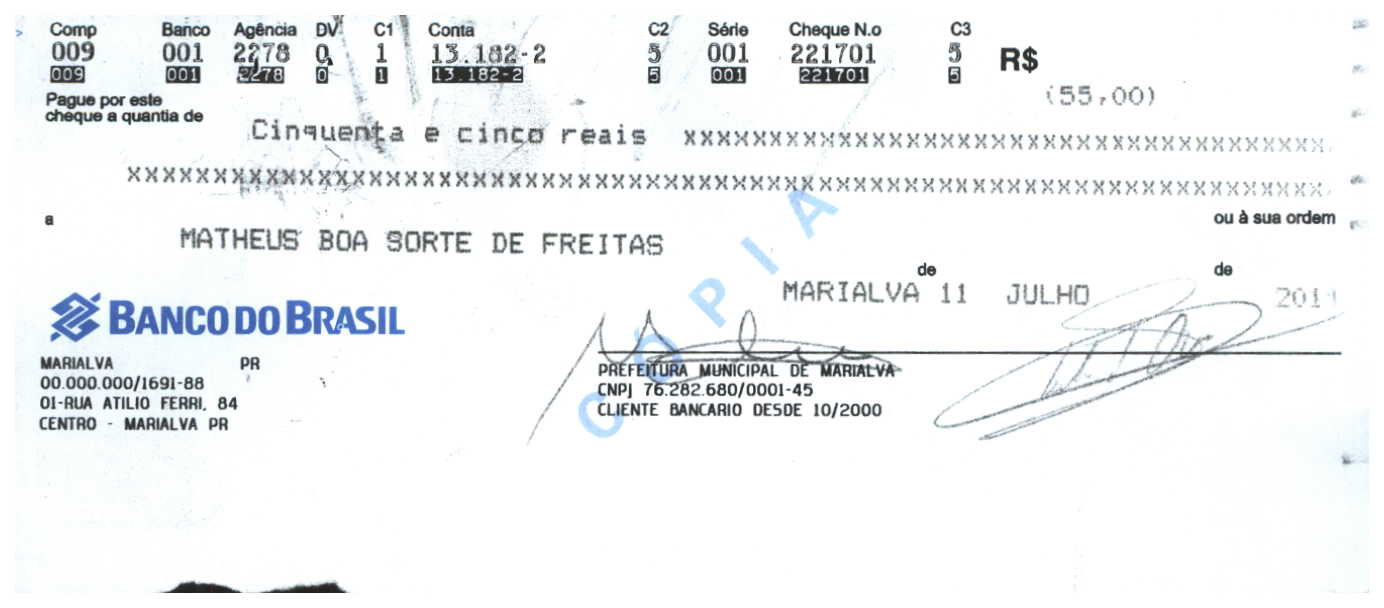 Comp Banco Agência DV C1 Conta C2 Série Cheque N.o C3
009 001 2278 0 1 13.182-2 5 001 221701 5 R$
009 001 2278 0 1 13.182-2 5 001 221701 5
(55,00)
Pague por este
cheque a quantia de
Cinquenta e cinco reais xxxxxxxxxxxxxxxxxxxxxxxxxxxxxxxxxxxxxx
xxxxxxxxxxxxxxxxxxxxxxxxxxxxxxxxxxxxxxxxxxxxxxxxxxxxxxxxxxxxxxxxxxxxxx
a ou à sua ordem
MATHEUS BOA SORTE DE FREITAS
de de
MARIALVA 11 JULHO
BANCO DO BRASIL
MARIALVA PR
00.000.000/1691-88
01-RUA ATILIO FERRI, 84
CENTRO - MARIALVA PR
PREFEITURA MUNICIPAL DE MARIALVA
CNPJ 76.282.680/0001-45
CLIENTE BANCARIO DESDE 10/2000
CÓPIA